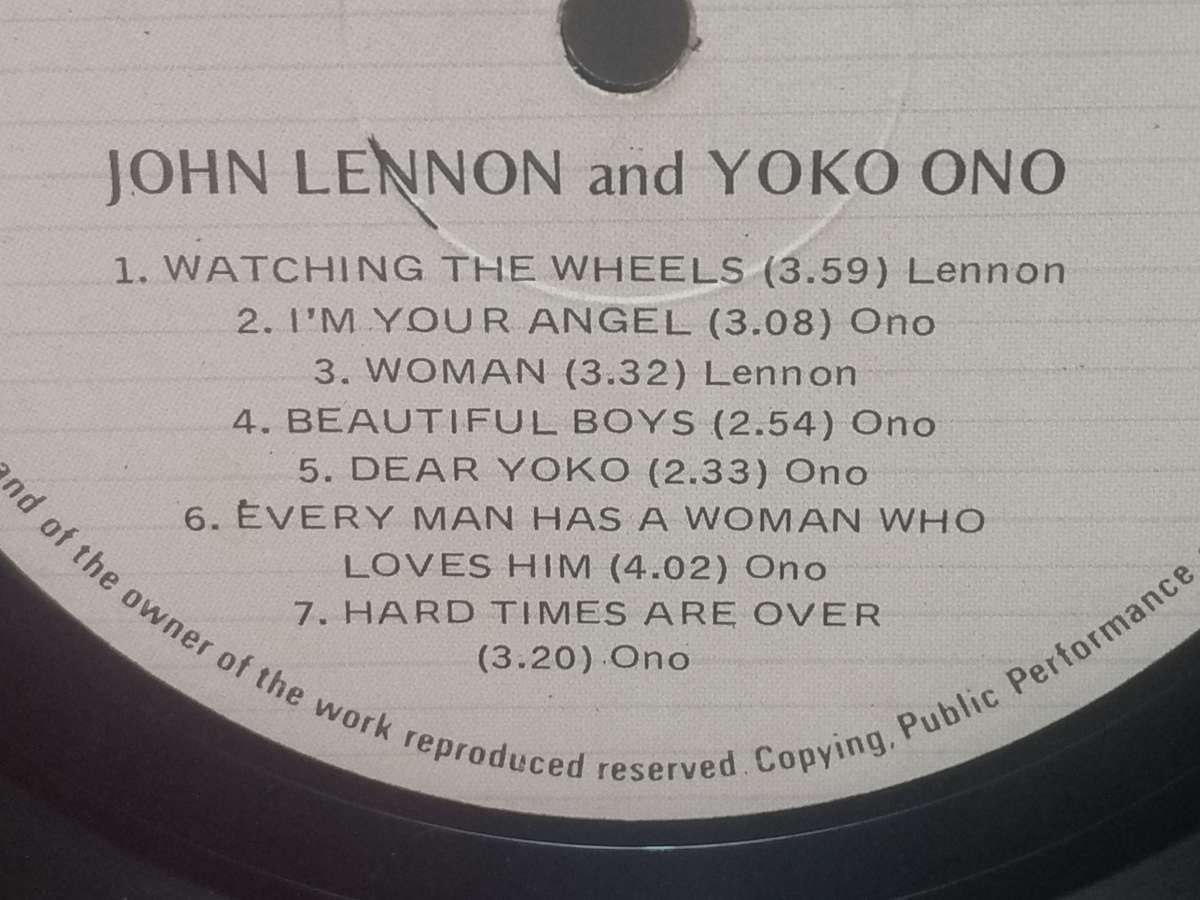 JOHN LENNON and YOKO ONO
1. WATCHING THE WHEELS (3.59) Lennon
2. I'M YOUR ANGEL (3.08) Ono
3. WOMAN (3.32) Lennon
4. BEAUTIFUL BOYS (2.54) Ono
5. DEAR YOKO (2.33) Ono
6. EVERY MAN HAS A WOMAN WHO
LOVES HIM (4.02) Ono
7. HARD TIMES ARE OVER
(3.20) Ono
and of the owner of the work reproduced reserved. Copying, Public Performance